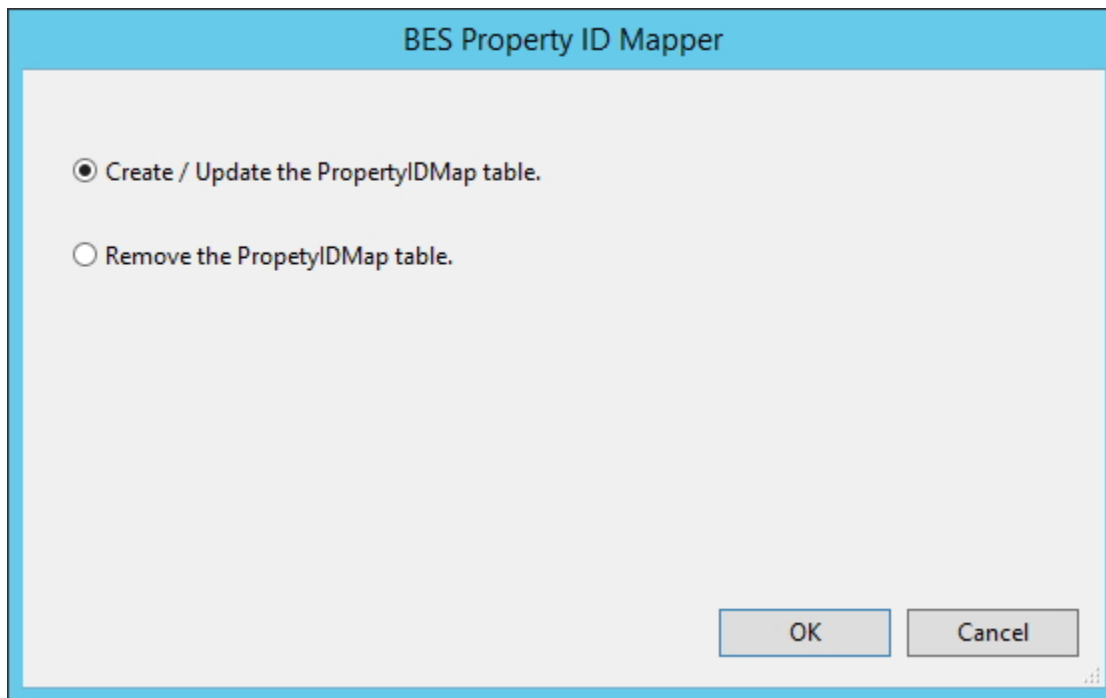 BES Property ID Mapper
Create / Update the PropertyIDMap table.
Remove the PropetyIDMap table.
OK Cancel